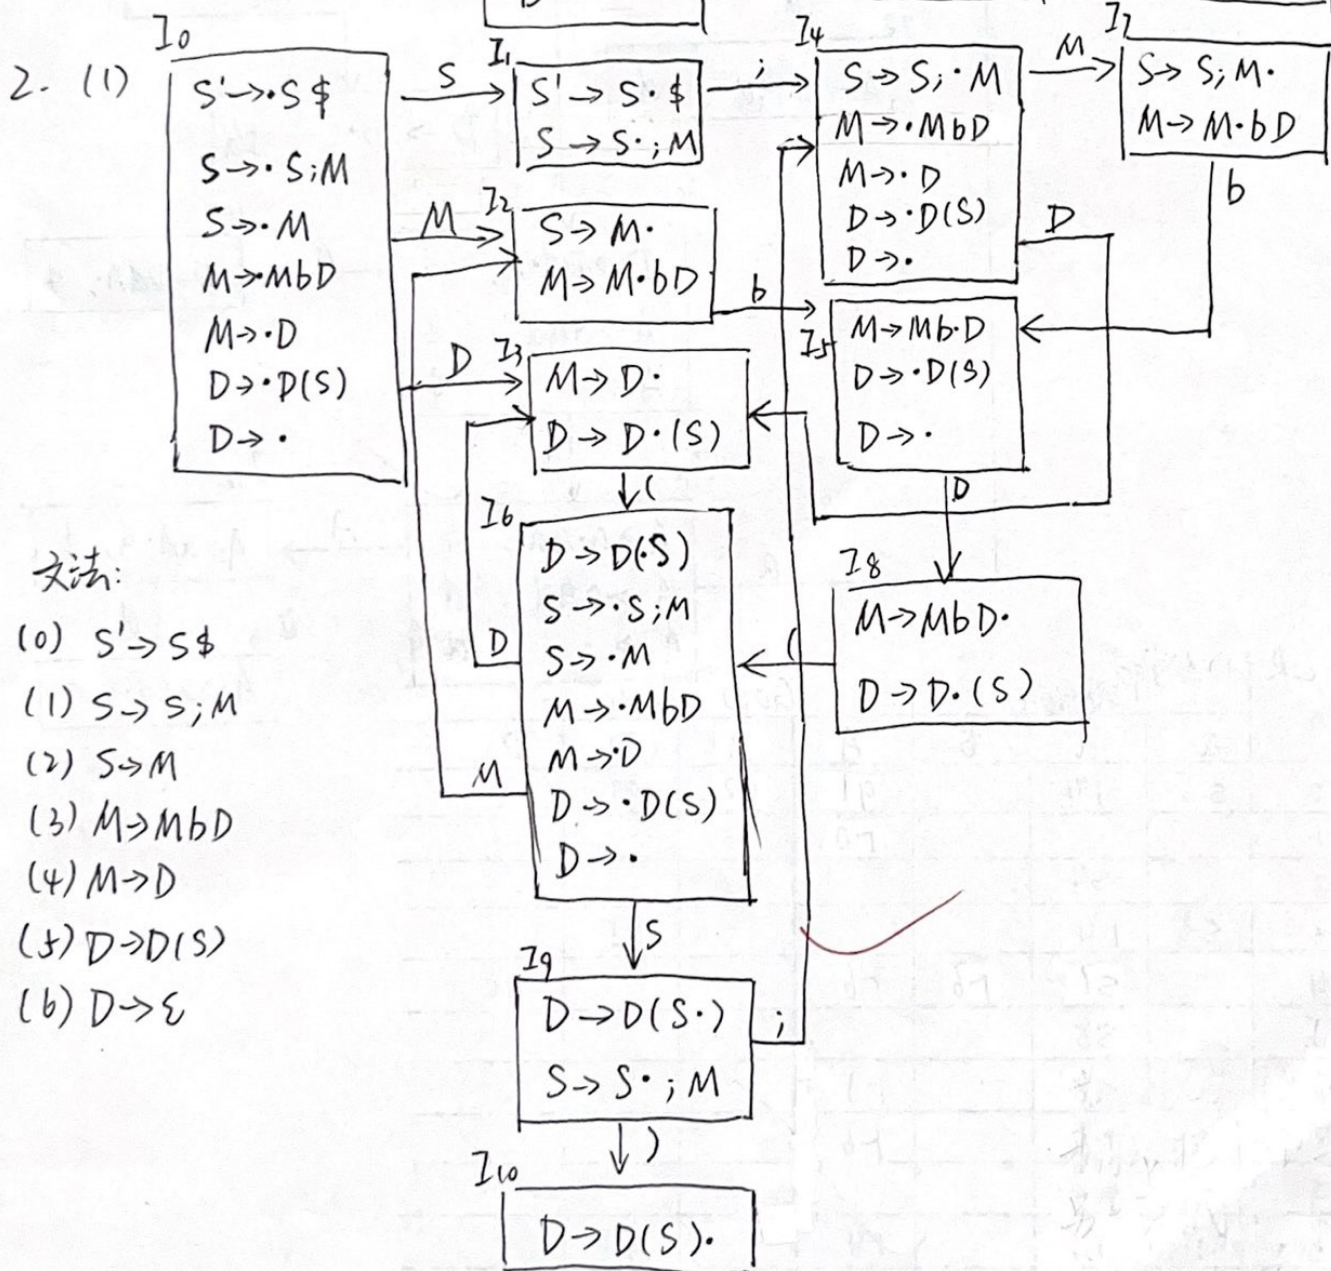 2. (1)
I0
S'→·S$
S→·S;M
S→·M
M→·MbD
M→·D
D→·D(S)
D→·
S
M
D
I1
S'→S·$
S→S·;M
;
I2
S→M·
M→M·bD
b
I3
M→D·
D→D·(S)
(
I4
S→S;·M
M→·MbD
M→·D
D→·D(S)
D→·
M
D
I5
M→Mb·D
D→·D(S)
D→·
D
I7
S→S;M·
M→M·bD
b
I6
D→D(·S)
S→·S;M
S→·M
M→·MbD
M→·D
D→·D(S)
D→·
D
M
S
I8
M→MbD·
D→D·(S)
(
I9
D→D(S·)
S→S·;M
;
)
I10
D→D(S)·
文法:
(0) S'→S$
(1) S→S;M
(2) S→M
(3) M→MbD
(4) M→D
(5) D→D(S)
(6) D→ε